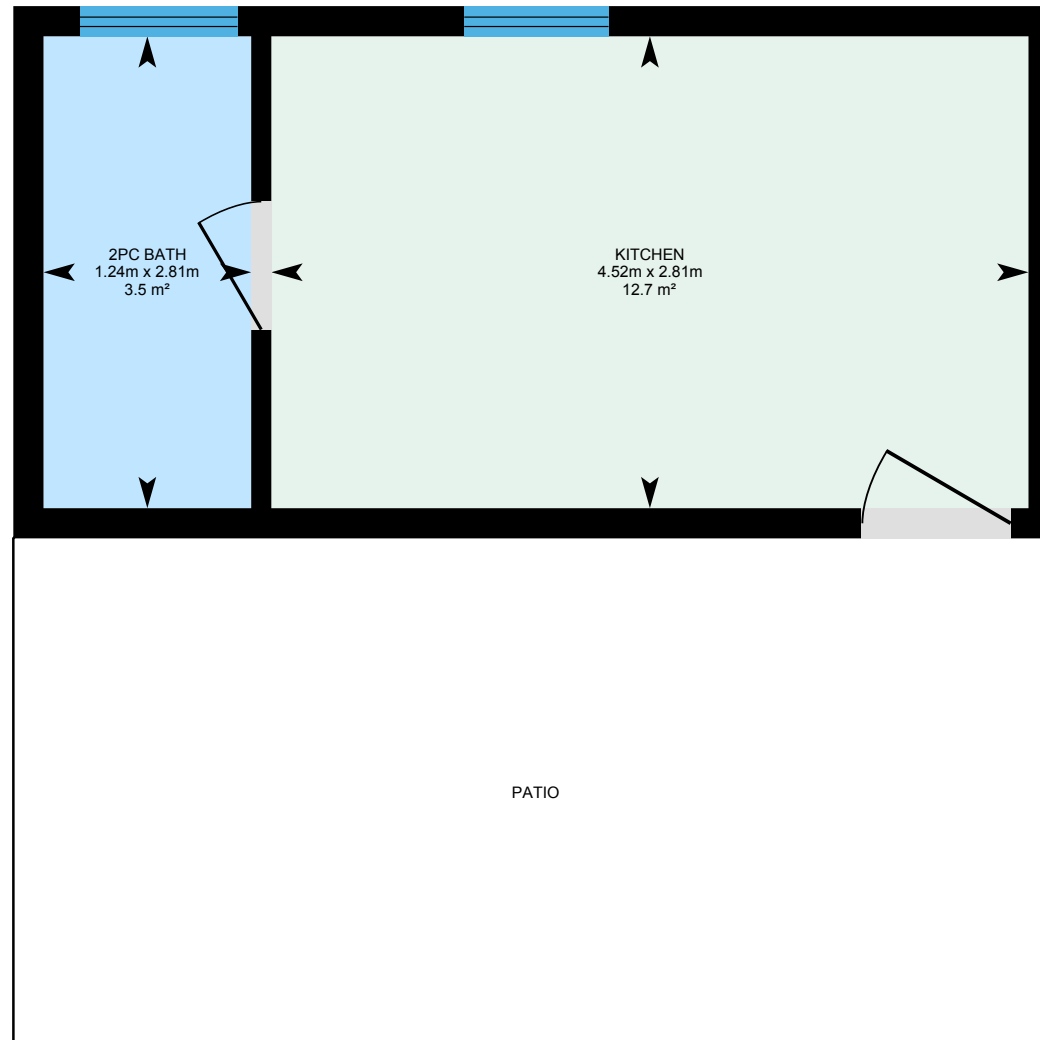 2PC BATH
1.24m x 2.81m
3.5 m²
KITCHEN
4.52m x 2.81m
12.7 m²
PATIO